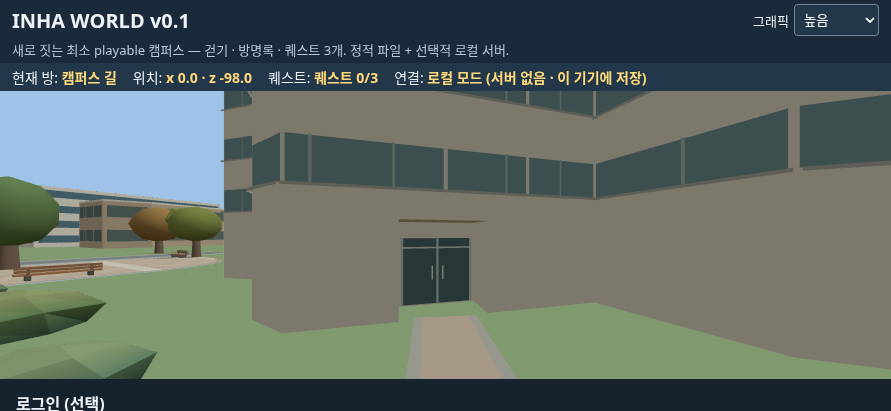 INHA WORLD v0.1
그래픽 높음
새로 짓는 최소 playable 캠퍼스 — 걷기 · 방명록 · 퀘스트 3개. 정적 파일 + 선택적 로컬 서버.
현재 방: 캠퍼스 길 위치: x 0.0 · z -98.0 퀘스트: 퀘스트 0/3 연결: 로컬 모드 (서버 없음 · 이 기기에 저장)
로그인 (선택)